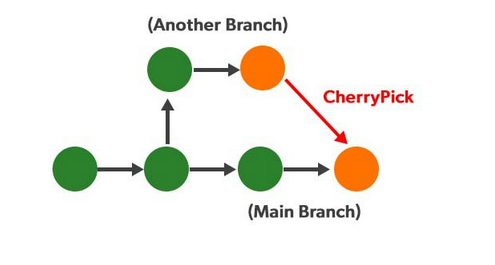 (Another Branch)
CherryPick
(Main Branch)